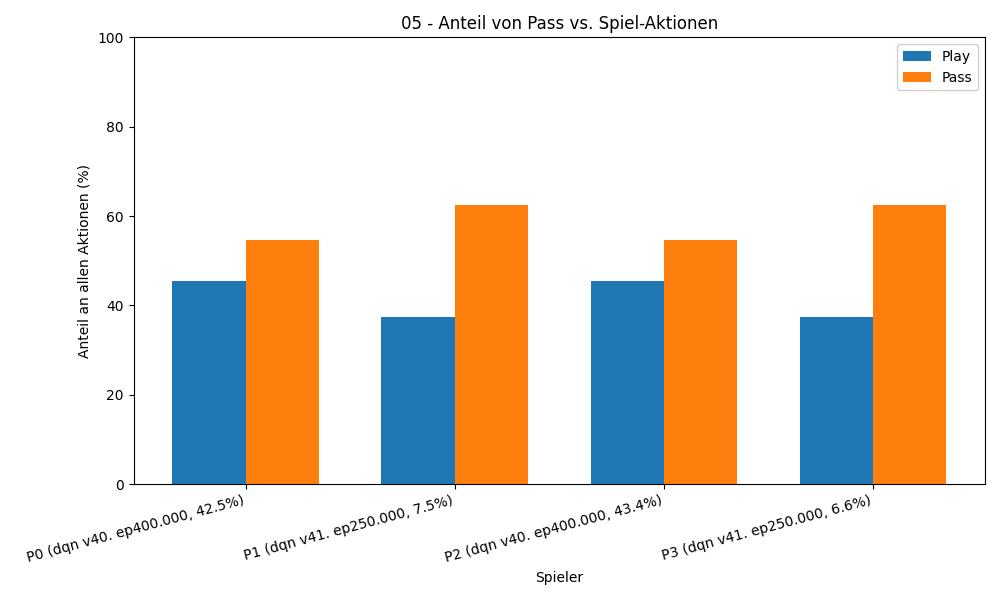 05 - Anteil von Pass vs. Spiel-Aktionen
Anteil an allen Aktionen (%)
100
80
60
40
20
0
Play
Pass
P0 (dqn v40. ep400.000, 42.5%)
P1 (dqn v41. ep250.000, 7.5%)
P2 (dqn v40. ep400.000, 43.4%)
P3 (dqn v41. ep250.000, 6.6%)
Spieler